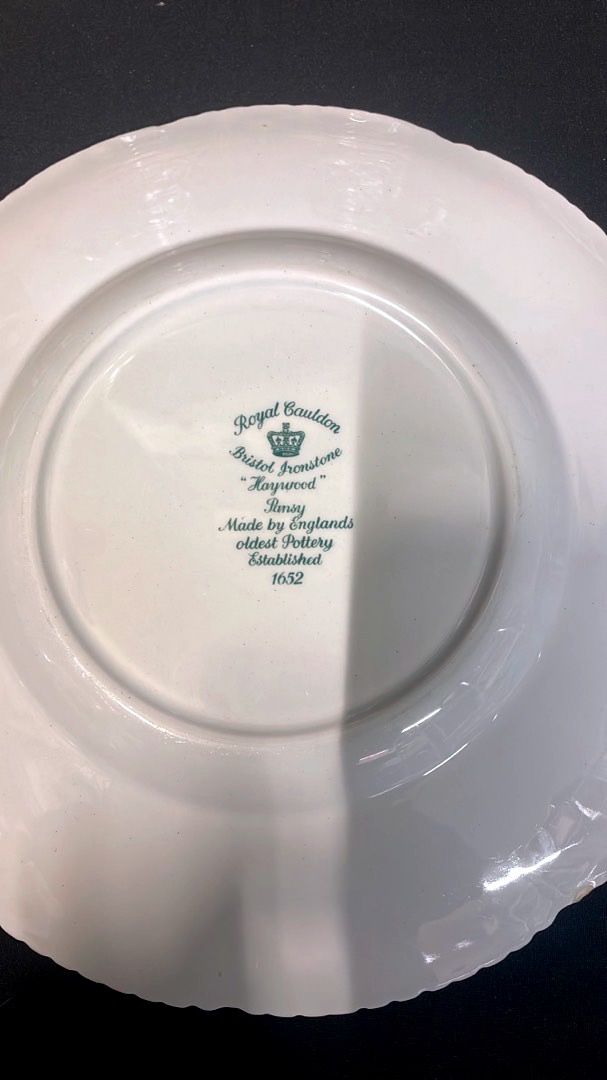 Royal Cauldon
Bristol Ironstone
"Haywood"
Pansy
Made by Englands
oldest Pottery
Established
1652